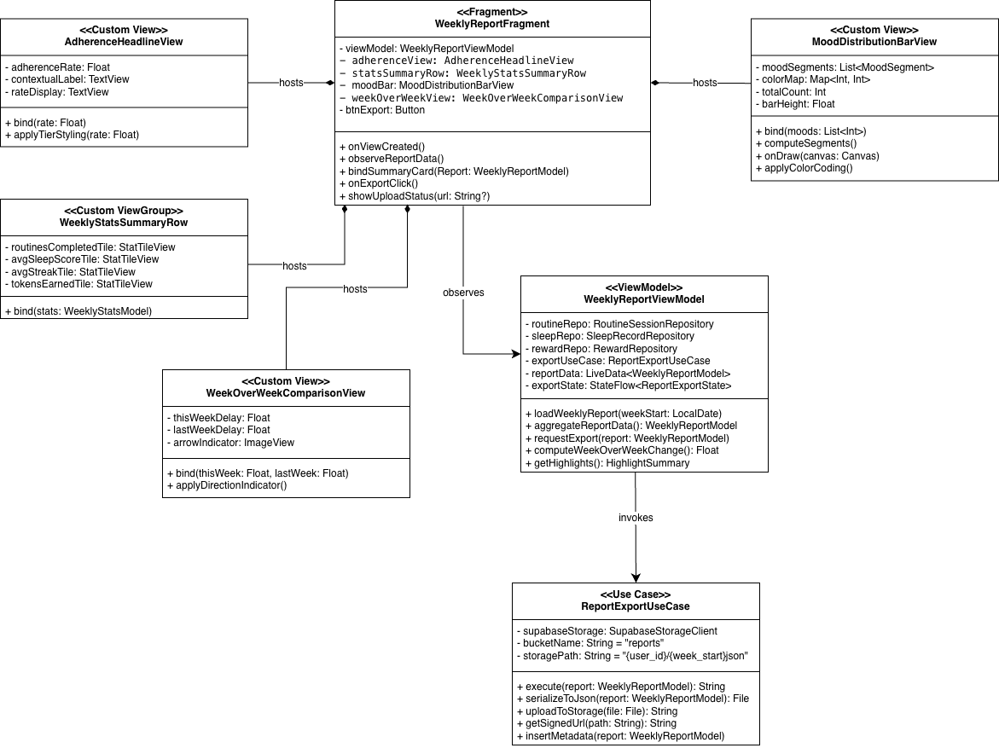 <<Custom View>>
AdherenceHeadlineView
- adherenceRate: Float
- contextualLabel: TextView
- rateDisplay: TextView
+ bind(rate: Float)
+ applyTierStyling(rate: Float)
hosts
<<Fragment>>
WeeklyReportFragment
- viewModel: WeeklyReportViewModel
- adherenceView: AdherenceHeadlineView
- statsSummaryRow: WeeklyStatsSummaryRow
- moodBar: MoodDistributionBarView
- weekOverWeekView: WeekOverWeekComparisonView
- btnExport: Button
+ onViewCreated()
+ observeReportData()
+ bindSummaryCard(Report: WeeklyReportModel)
+ onExportClick()
+ showUploadStatus(url: String?)
hosts
<<Custom View>>
MoodDistributionBarView
- moodSegments: List<MoodSegment>
- colorMap: Map<Int, Int>
- totalCount: Int
- barHeight: Float
+ bind(moods: List<Int>)
+ computeSegments()
+ onDraw(canvas: Canvas)
+ applyColorCoding()
<<Custom ViewGroup>>
WeeklyStatsSummaryRow
- routinesCompletedTile: StatTileView
- avgSleepScoreTile: StatTileView
- avgStreakTile: StatTileView
- tokensEarnedTile: StatTileView
+ bind(stats: WeeklyStatsModel)
hosts
hosts
observes
<<Custom View>>
WeekOverWeekComparisonView
- thisWeekDelay: Float
- lastWeekDelay: Float
- arrowIndicator: ImageView
+ bind(thisWeek: Float, lastWeek: Float)
+ applyDirectionIndicator()
<<ViewModel>>
WeeklyReportViewModel
- routineRepo: RoutineSessionRepository
- sleepRepo: SleepRecordRepository
- rewardRepo: RewardRepository
- exportUseCase: ReportExportUseCase
- reportData: LiveData<WeeklyReportModel>
- exportState: StateFlow<ReportExportState>
+ loadWeeklyReport(weekStart: LocalDate)
+ aggregateReportData(): WeeklyReportModel
+ requestExport(report: WeeklyReportModel)
+ computeWeekOverWeekChange(): Float
+ getHighlights(): HighlightSummary
invokes
<<Use Case>>
ReportExportUseCase
- supabaseStorage: SupabaseStorageClient
- bucketName: String = "reports"
- storagePath: String = "{user_id}/{week_start}json"
+ execute(report: WeeklyReportModel): String
+ serializeToJson(report: WeeklyReportModel): File
+ uploadToStorage(file: File): String
+ getSignedUrl(path: String): String
+ insertMetadata(report: WeeklyReportModel)